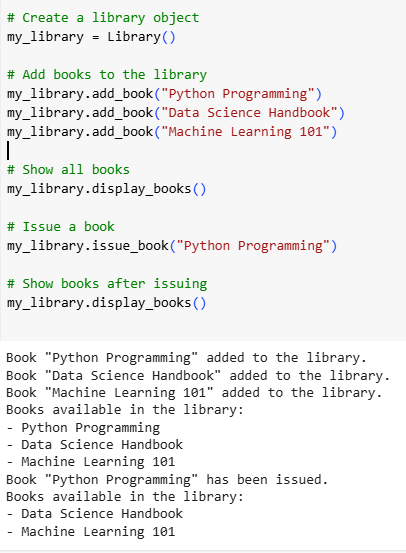 # Create a library object
my_library = Library()
# Add books to the library
my_library.add_book("Python Programming")
my_library.add_book("Data Science Handbook")
my_library.add_book("Machine Learning 101")
# Show all books
my_library.display_books()
# Issue a book
my_library.issue_book("Python Programming")
# Show books after issuing
my_library.display_books()
Book "Python Programming" added to the library.
Book "Data Science Handbook" added to the library.
Book "Machine Learning 101" added to the library.
Books available in the library:
- Python Programming
- Data Science Handbook
- Machine Learning 101
Book "Python Programming" has been issued.
Books available in the library:
- Data Science Handbook
- Machine Learning 101